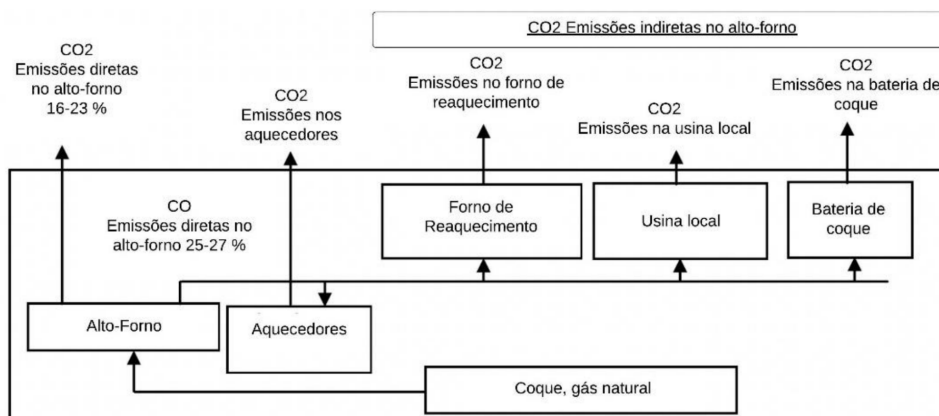 CO2 Emissões indiretas no alto-forno
CO2
Emissões diretas
no alto-forno
16-23 %
CO2
Emissões nos
aquecedores
CO2
Emissões no forno de
reaquecimento
CO2
Emissões na usina local
CO2
Emissões na bateria de
coque
CO
Emissões diretas no
alto-forno 25-27 %
Forno de
Reaquecimento
Usina local
Bateria de
coque
Alto-Forno
Aquecedores
Coque, gás natural